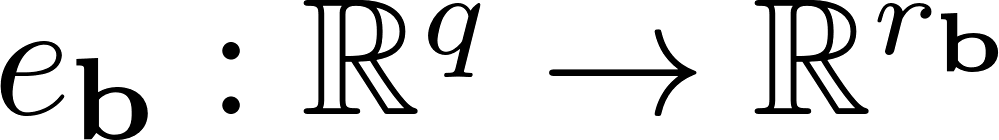 e_𝐛 : ℝ^q → ℝ^{r_𝐛}